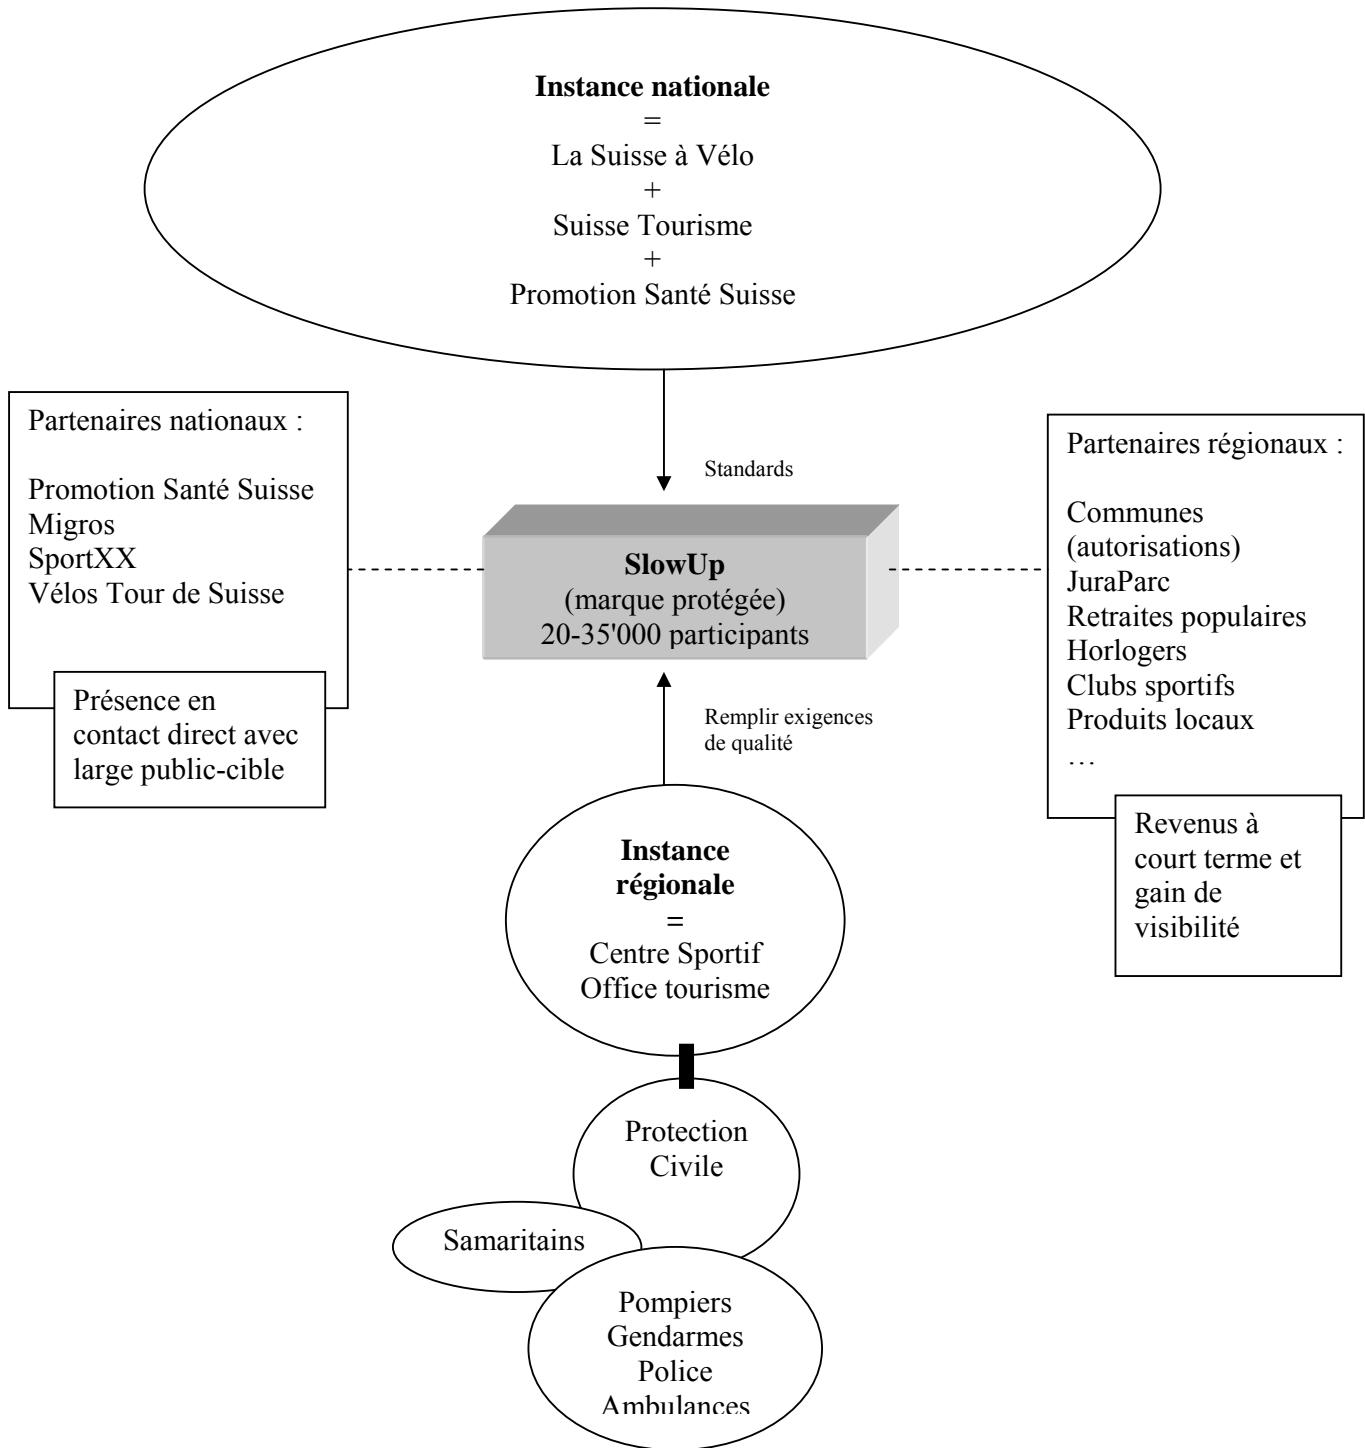 Instance nationale
=
La Suisse à Vélo
+
Suisse Tourisme
+
Promotion Santé Suisse
Partenaires nationaux :
Promotion Santé Suisse
Migros
SportXX
Vélos Tour de Suisse
Présence en
contact direct avec
large public-cible
Standards
SlowUp
(marque protégée)
20-35'000 participants
Remplir exigences
de qualité
Partenaires régionaux :
Communes
(autorisations)
JuraParc
Retraites populaires
Horlogers
Clubs sportifs
Produits locaux
…
Revenus à
court terme et
gain de
visibilité
Instance
régionale
=
Centre Sportif
Office tourisme
Protection
Civile
Samaritains
Pompiers
Gendarmes
Police
Ambulances